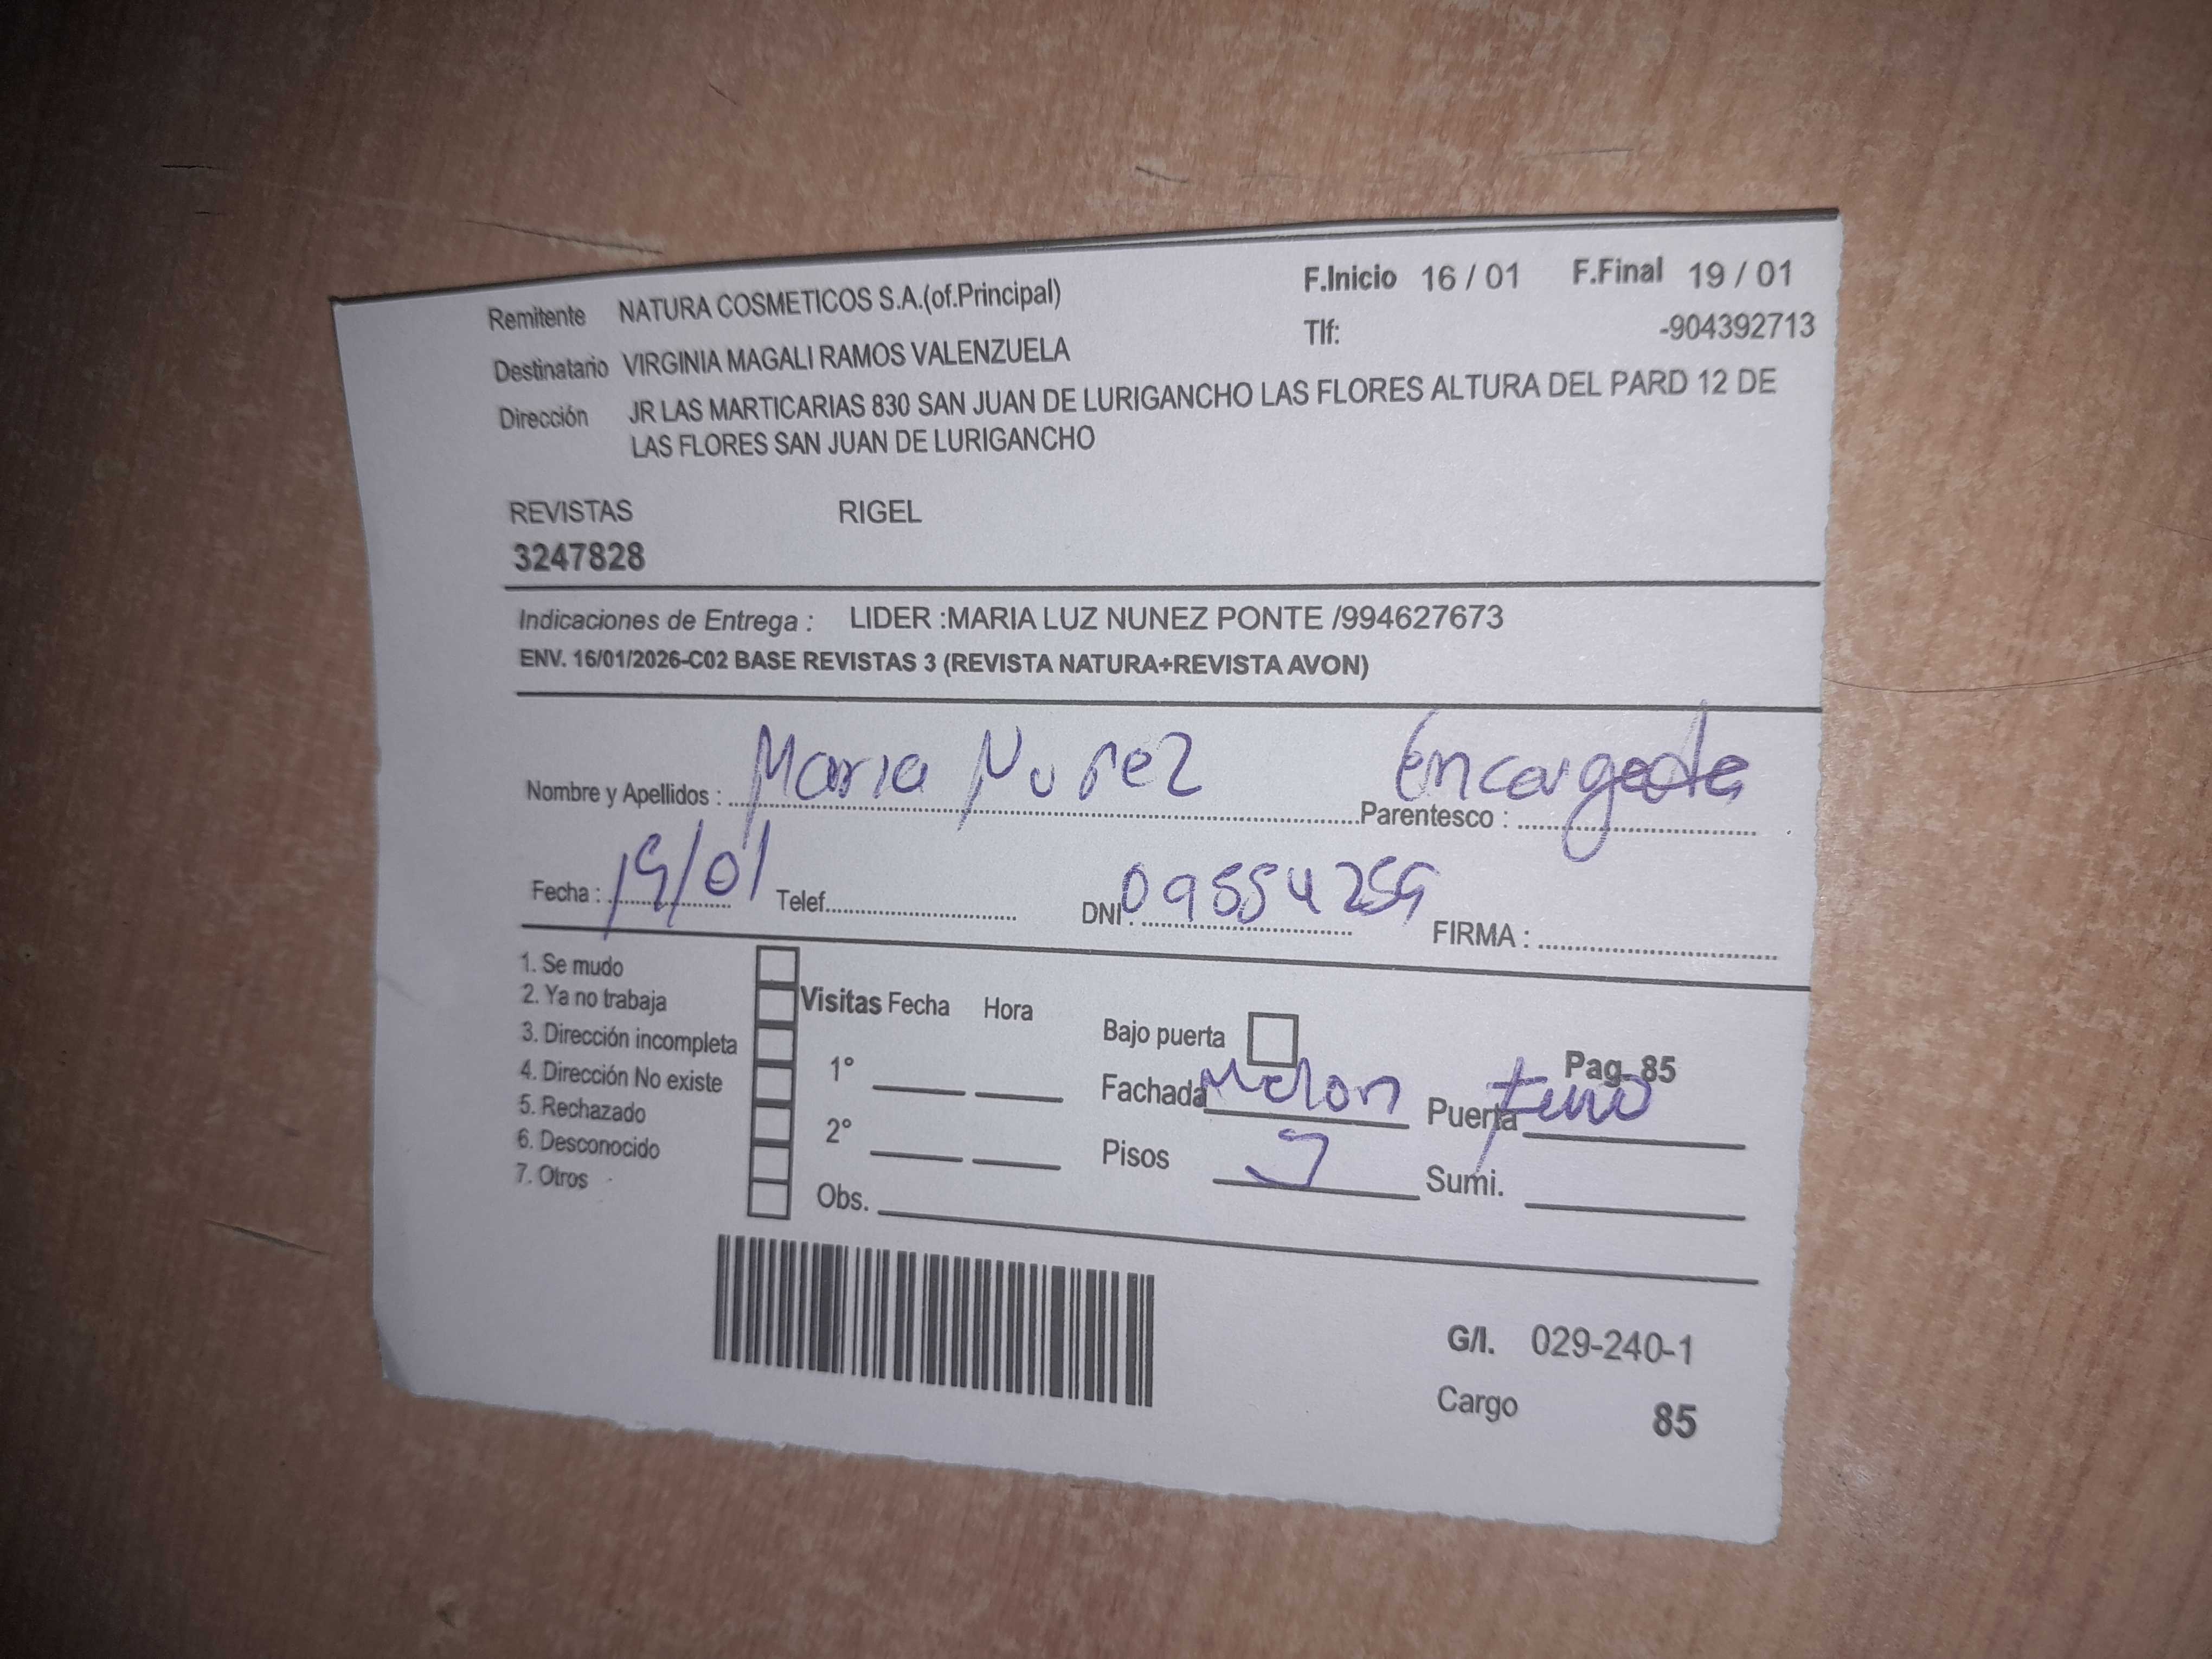 Remitente NATURA COSMETICOS S.A.(of.Principal) F.Inicio 16 / 01 F.Final 19 / 01
Destinatario VIRGINIA MAGALI RAMOS VALENZUELA Tlf: -904392713
Dirección JR LAS MARTICARIAS 830 SAN JUAN DE LURIGANCHO LAS FLORES ALTURA DEL PARD 12 DE
LAS FLORES SAN JUAN DE LURIGANCHO
REVISTAS RIGEL
3247828
Indicaciones de Entrega : LIDER :MARIA LUZ NUNEZ PONTE /994627673
ENV. 16/01/2026-C02 BASE REVISTAS 3 (REVISTA NATURA+REVISTA AVON)
Nombre y Apellidos : Maria Nuñez Parentesco : Encargada
Fecha : 19/01 Telef. DNI : 09554259 FIRMA :
1. Se mudo
2. Ya no trabaja Visitas Fecha Hora
3. Dirección incompleta Bajo puerta
4. Dirección No existe 1° Pag. 85
5. Rechazado Fachada Melon Puerta
6. Desconocido 2° Pisos Sumi.
7. Otros Obs.
G/I. 029-240-1
Cargo 85